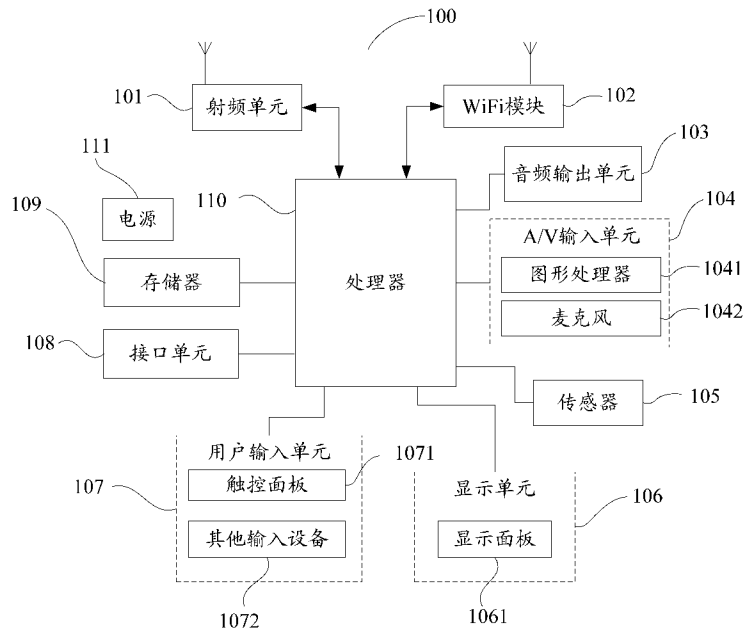 100
101
射频单元
WiFi模块
102
103
音频输出单元
111
电源
110
109
存储器
处理器
104
A/V输入单元
图形处理器
1041
麦克风
1042
108
接口单元
传感器
105
用户输入单元
1071
107
触控面板
其他输入设备
1072
显示单元
106
显示面板
1061